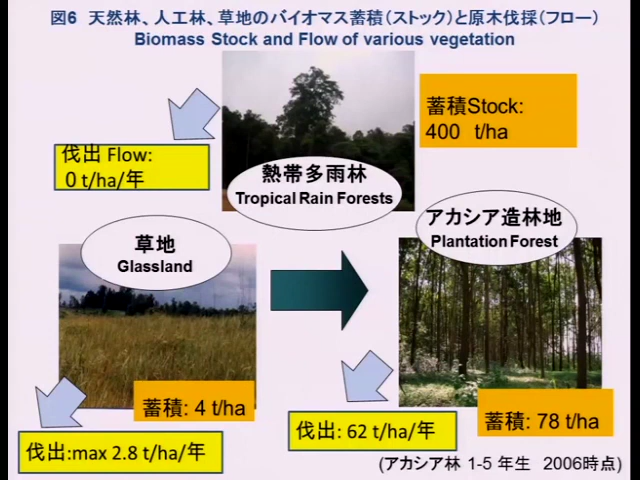 図6 天然林、人工林、草地のバイオマス蓄積（ストック）と原木伐採（フロー）
Biomass Stock and Flow of various vegetation
蓄積Stock:
400 t/ha
伐出 Flow:
0 t/ha/年
熱帯多雨林
Tropical Rain Forests
アカシア造林地
Plantation Forest
草地
Glassland
蓄積: 4 t/ha
蓄積: 78 t/ha
伐出: 62 t/ha/年
伐出:max 2.8 t/ha/年
(アカシア林 1-5 年生 2006時点)